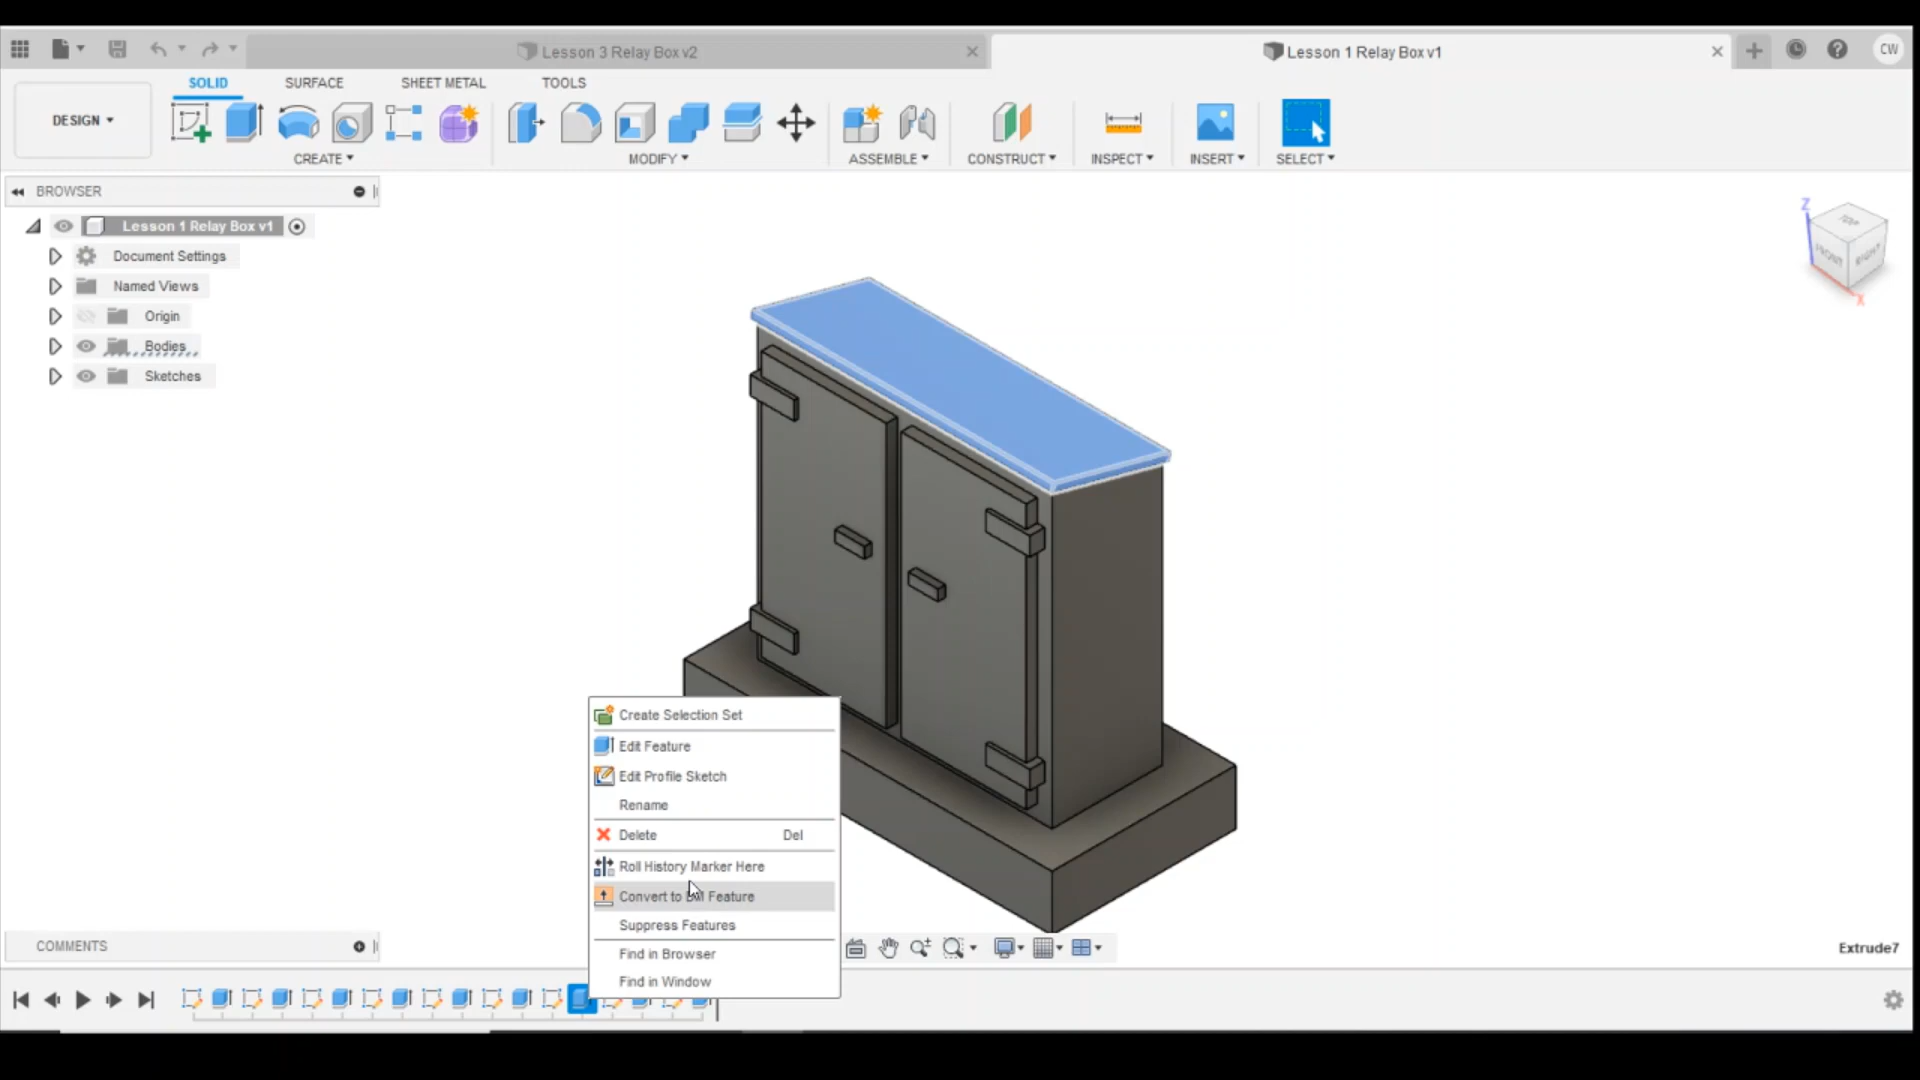 Lesson 3 Relay Box v2
Lesson 1 Relay Box v1
CW
DESIGN
SOLID
SURFACE
SHEET METAL
TOOLS
CREATE
MODIFY
ASSEMBLE
CONSTRUCT
INSPECT
INSERT
SELECT
BROWSER
Lesson 1 Relay Box v1
Document Settings
Named Views
Origin
Bodies
Sketches
Z
TOP
FRONT
RIGHT
X
Create Selection Set
Edit Feature
Edit Profile Sketch
Rename
Delete Del
Roll History Marker Here
Convert to Feature
Suppress Features
Find in Browser
Find in Window
COMMENTS
Extrude7